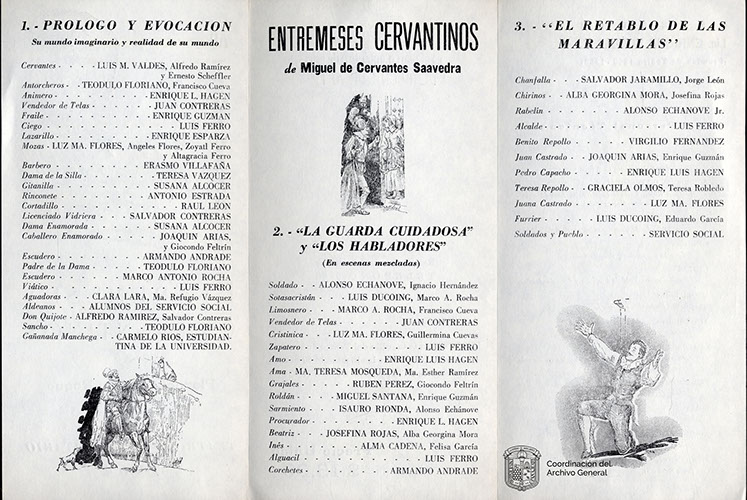 1. - PROLOGO Y EVOCACION
Su mundo imaginario y realidad de su mundo
Cervantes - - - - LUIS M. VALDES, Alfredo Ramírez
y Ernesto Scheffler
Antorcheros - TEODULO FLORIANO, Francisco Cueva
Animero - - - - - - - - ENRIQUE L. HAGEN
Vendedor de Telas - - - - - JUAN CONTRERAS
Fraile - - - - - - - - - ENRIQUE GUZMAN
Ciego - - - - - - - - - - - LUIS FERRO
Lazarillo - - - - - - - - ENRIQUE ESPARZA
Mozas - LUZ MA. FLORES, Angeles Flores, Zoyatl Ferro
y Altagracia Ferro
Barbero - - - - - - - - ERASMO VILLAFAÑA
Dama de la Silla - - - - - TERESA VAZQUEZ
Gitanilla - - - - - - - - SUSANA ALCOCER
Rinconete - - - - - - - ANTONIO ESTRADA
Cortadillo - - - - - - - - - RAUL LEON
Licenciado Vidriera - - - SALVADOR CONTRERAS
Dama Enamorada - - - - - SUSANA ALCOCER
Caballero Enamorado - - - - JOAQUIN ARIAS,
y Giocondo Feltrín
Escudero - - - - - - - ARMANDO ANDRADE
Padre de la Dama - - - - TEODULO FLORIANO
Escudero - - - - - MARCO ANTONIO ROCHA
Viático - - - - - - - - - - LUIS FERRO
Aguadoras - - CLARA LARA, Ma. Refugio Vázquez
Aldeanos - - ALUMNOS DEL SERVICIO SOCIAL
Don Quijote - ALFREDO RAMIREZ, Salvador Contreras
Sancho - - - - - - - TEODULO FLORIANO
Gañanada Manchega - - CARMELO RIOS, ESTUDIAN-
TINA DE LA UNIVERSIDAD.
ENTREMESES CERVANTINOS
de Miguel de Cervantes Saavedra
2. - “LA GUARDA CUIDADOSA”
y “LOS HABLADORES”
(En escenas mezcladas)
Soldado - - ALONSO ECHANOVE, Ignacio Hernández
Sotasacristán - - - LUIS DUCOING, Marco A. Rocha
Limosnero - - - MARCO A. ROCHA, Francisco Cueva
Vendedor de Telas - - - - - JUAN CONTRERAS
Cristinica - - - LUZ MA. FLORES, Guillermina Cuevas
Zapatero - - - - - - - - - LUIS FERRO
Amo - - - - - - - - ENRIQUE LUIS HAGEN
Ama - MA. TERESA MOSQUEDA, Ma. Esther Ramírez
Grajales - - - - RUBEN PEREZ, Giocondo Feltrín
Roldán - - - - MIGUEL SANTANA, Enrique Guzmán
Sarmiento - - - ISAURO RIONDA, Alonso Echánove
Procurador - - - - - - - ENRIQUE L. HAGEN
Beatriz - - - JOSEFINA ROJAS, Alba Georgina Mora
Inés - - - - - - ALMA CADENA, Felisa García
Alguacil - - - - - - - - - LUIS FERRO
Corchetes - - - - - - - ARMANDO ANDRADE
3. - “EL RETABLO DE LAS
MARAVILLAS”
Chanfalla - - - SALVADOR JARAMILLO, Jorge León
Chirinos - - ALBA GEORGINA MORA, Josefina Rojas
Rabelín - - - - - - - ALONSO ECHANOVE Jr.
Alcalde - - - - - - - - - - LUIS FERRO
Benito Repollo - - - - - VIRGILIO FERNANDEZ
Juan Castrado - - JOAQUIN ARIAS, Enrique Guzmán
Pedro Capacho - - - - - ENRIQUE LUIS HAGEN
Teresa Repollo - GRACIELA OLMOS, Teresa Robledo
Juana Castrado - - - - - - LUZ MA. FLORES
Furrier - - - - - LUIS DUCOING, Eduardo García
Soldados y Pueblo - - - - - SERVICIO SOCIAL
Coordinación del
Archivo General